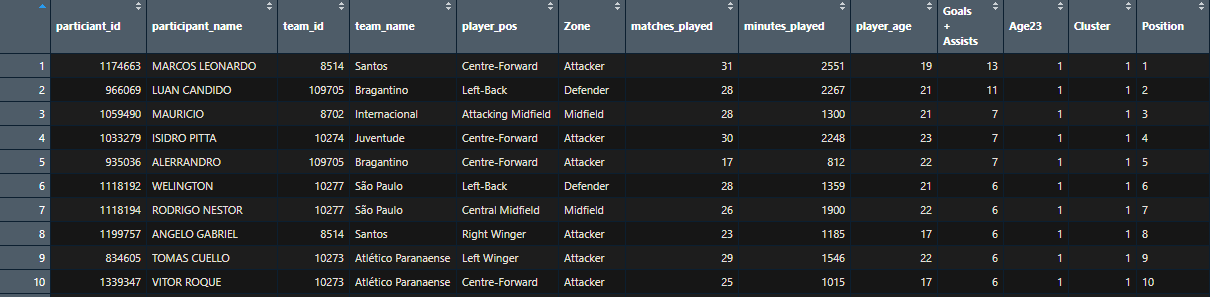 particiant_id participant_name team_id team_name player_pos Zone matches_played minutes_played player_age Goals + Assists Age23 Cluster Position
1 1174663 MARCOS LEONARDO 8514 Santos Centre-Forward Attacker 31 2551 19 13 1 1 1
2 966069 LUAN CANDIDO 109705 Bragantino Left-Back Defender 28 2267 21 11 1 1 2
3 1059490 MAURICIO 8702 Internacional Attacking Midfield Midfield 28 1300 21 7 1 1 3
4 1033279 ISIDRO PITTA 10274 Juventude Centre-Forward Attacker 30 2248 23 7 1 1 4
5 935036 ALERRANDRO 109705 Bragantino Centre-Forward Attacker 17 812 22 7 1 1 5
6 1118192 WELINGTON 10277 São Paulo Left-Back Defender 28 1359 21 6 1 1 6
7 1118194 RODRIGO NESTOR 10277 São Paulo Central Midfield Midfield 26 1900 22 6 1 1 7
8 1199757 ANGELO GABRIEL 8514 Santos Right Winger Attacker 23 1185 17 6 1 1 8
9 834605 TOMAS CUELLO 10273 Atlético Paranaense Left Winger Attacker 29 1546 22 6 1 1 9
10 1339347 VITOR ROQUE 10273 Atlético Paranaense Centre-Forward Attacker 25 1015 17 6 1 1 10